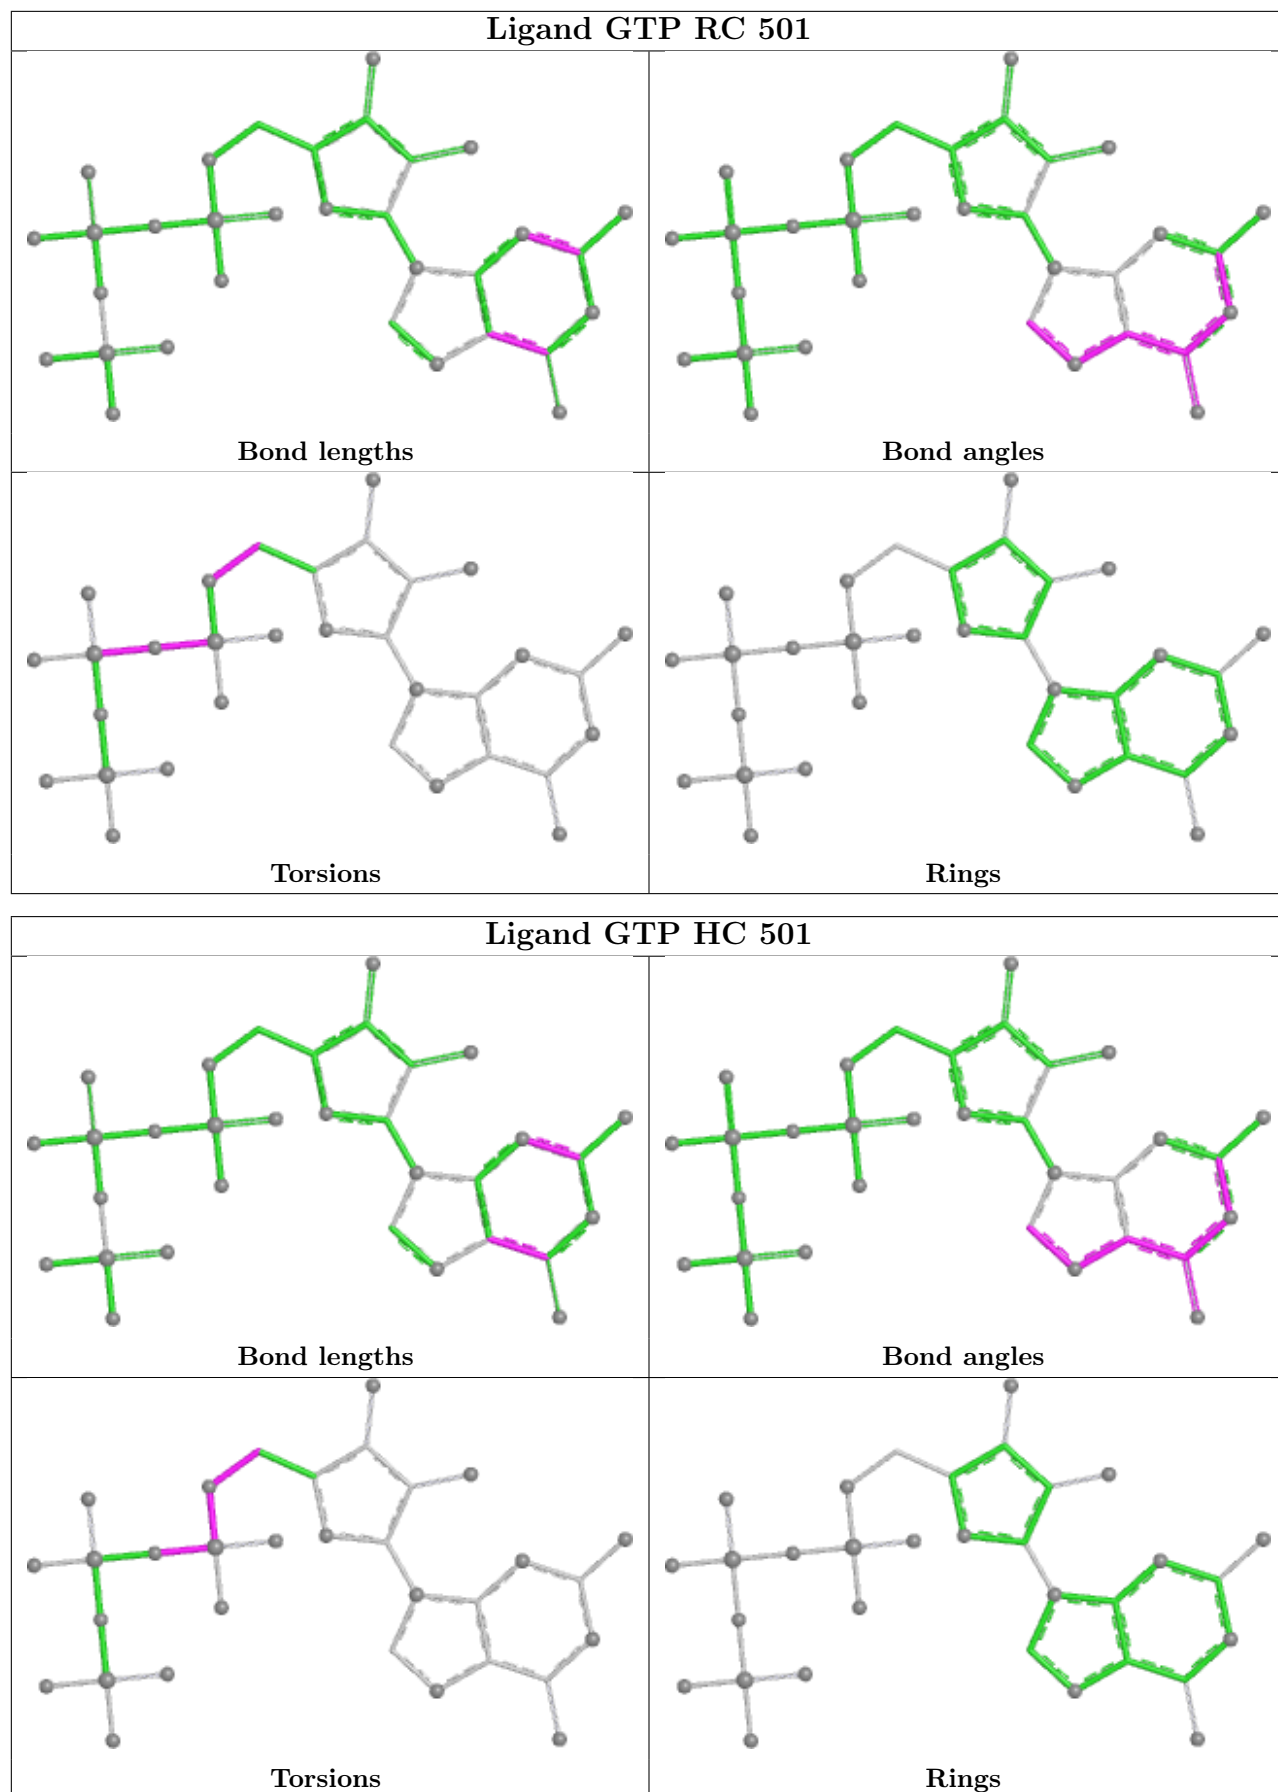 Ligand GTP RC 501
Bond lengths
Bond angles
Torsions
Rings
Ligand GTP HC 501
Bond lengths
Bond angles
Torsions
Rings